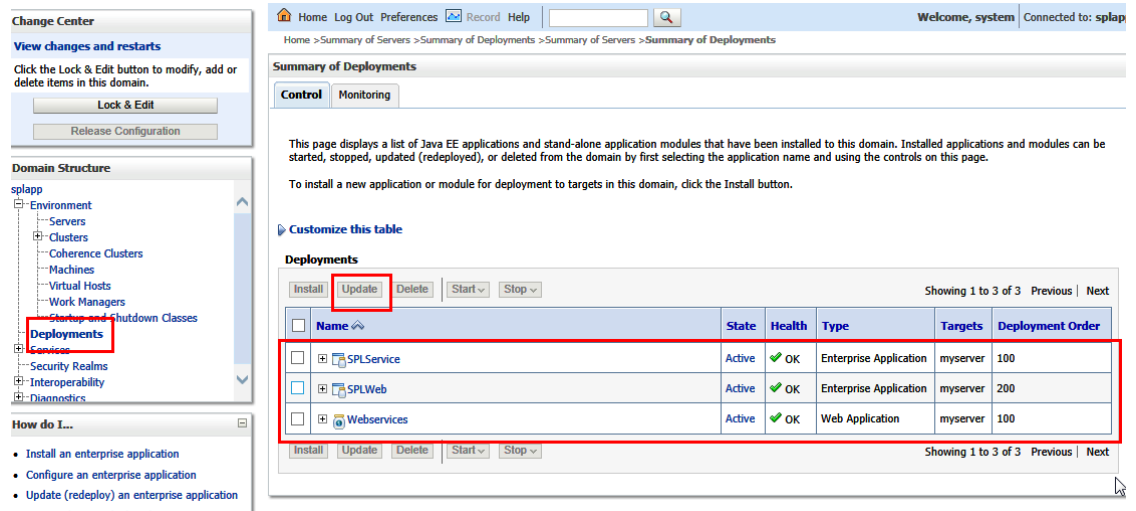 Change Center
View changes and restarts
Click the Lock & Edit button to modify, add or
delete items in this domain.
Lock & Edit
Release Configuration
Domain Structure
splapp
Environment
Servers
Clusters
Coherence Clusters
Machines
Virtual Hosts
Work Managers
Startup and Shutdown Classes
Deployments
Services
Security Realms
Interoperability
Diagnostics
How do I...
Install an enterprise application
Configure an enterprise application
Update (redeploy) an enterprise application
Home Log Out Preferences Record Help
Welcome, system Connected to: splapp
Home >Summary of Servers >Summary of Deployments >Summary of Servers >Summary of Deployments
Summary of Deployments
Control Monitoring
This page displays a list of Java EE applications and stand-alone application modules that have been installed to this domain. Installed applications and modules can be
started, stopped, updated (redeployed), or deleted from the domain by first selecting the application name and using the controls on this page.
To install a new application or module for deployment to targets in this domain, click the Install button.
Customize this table
Deployments
Install Update Delete Start Stop Showing 1 to 3 of 3 Previous | Next
Name State Health Type Targets Deployment Order
SPLService Active OK Enterprise Application myserver 100
SPLWeb Active OK Enterprise Application myserver 200
Webservices Active OK Web Application myserver 100
Install Update Delete Start Stop Showing 1 to 3 of 3 Previous | Next